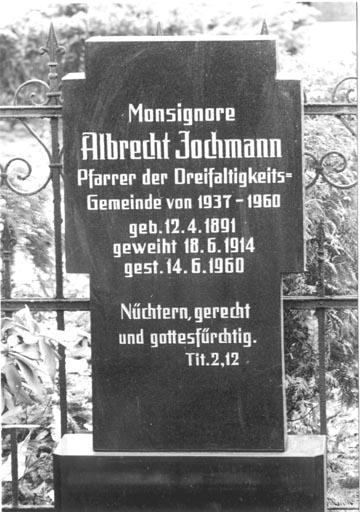 Monsignore
Albrecht Jochmann
Pfarrer der Dreifaltigkeits=
Gemeinde von 1937-1960
geb. 12.4.1891
geweiht 18.6.1914
gest. 14.6.1960
Nüchtern, gerecht
und gottesfürchtig.
Tit. 2,12